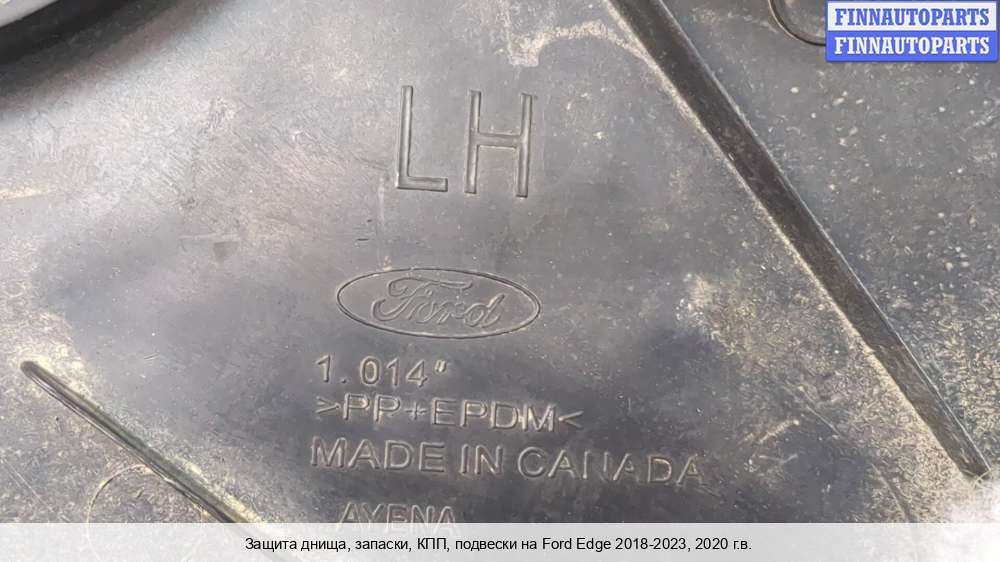 FINNAUTOPARTS
FINNAUTOPARTS
LH
Ford
1.014"
>PP+EPDM<
MADE IN CANADA
Защита днища, запаски, КПП, подвески на Ford Edge 2018-2023, 2020 г.в.